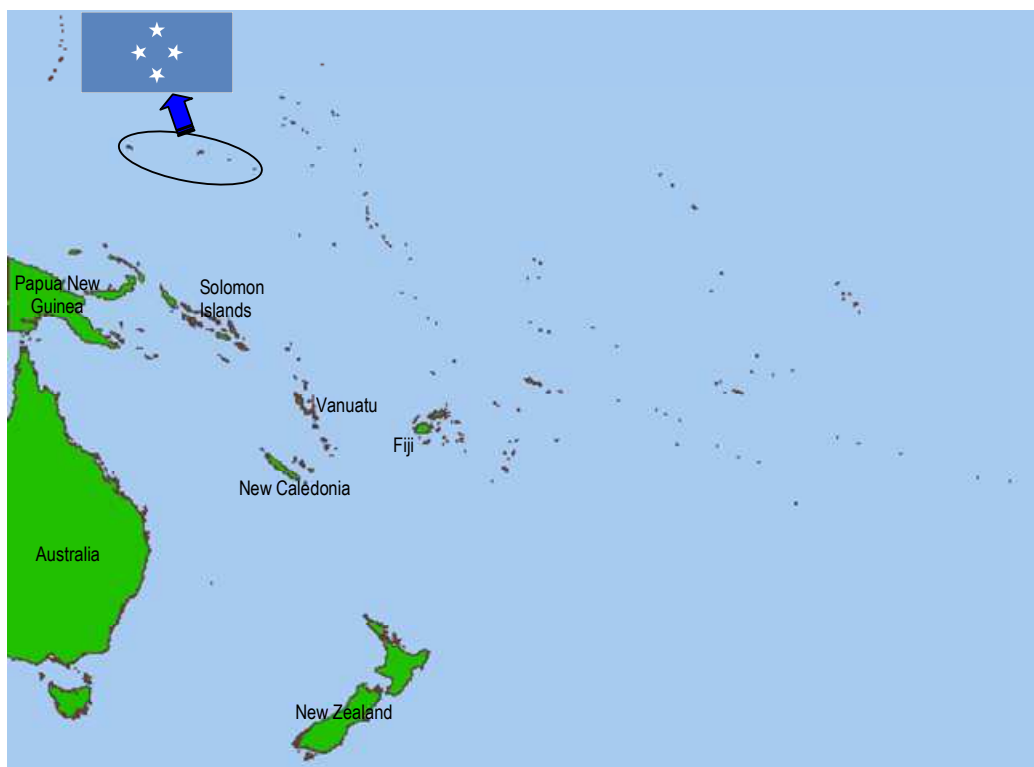 Papua New
Guinea
Solomon
Islands
Vanuatu
Fiji
New Caledonia
Australia
New Zealand